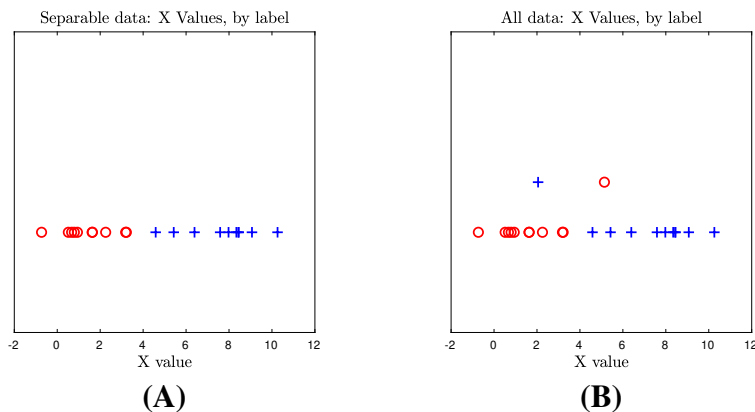 Separable data: X Values, by label
-2 0 2 4 6 8 10 12
X value
(A)
All data: X Values, by label
-2 0 2 4 6 8 10 12
X value
(B)